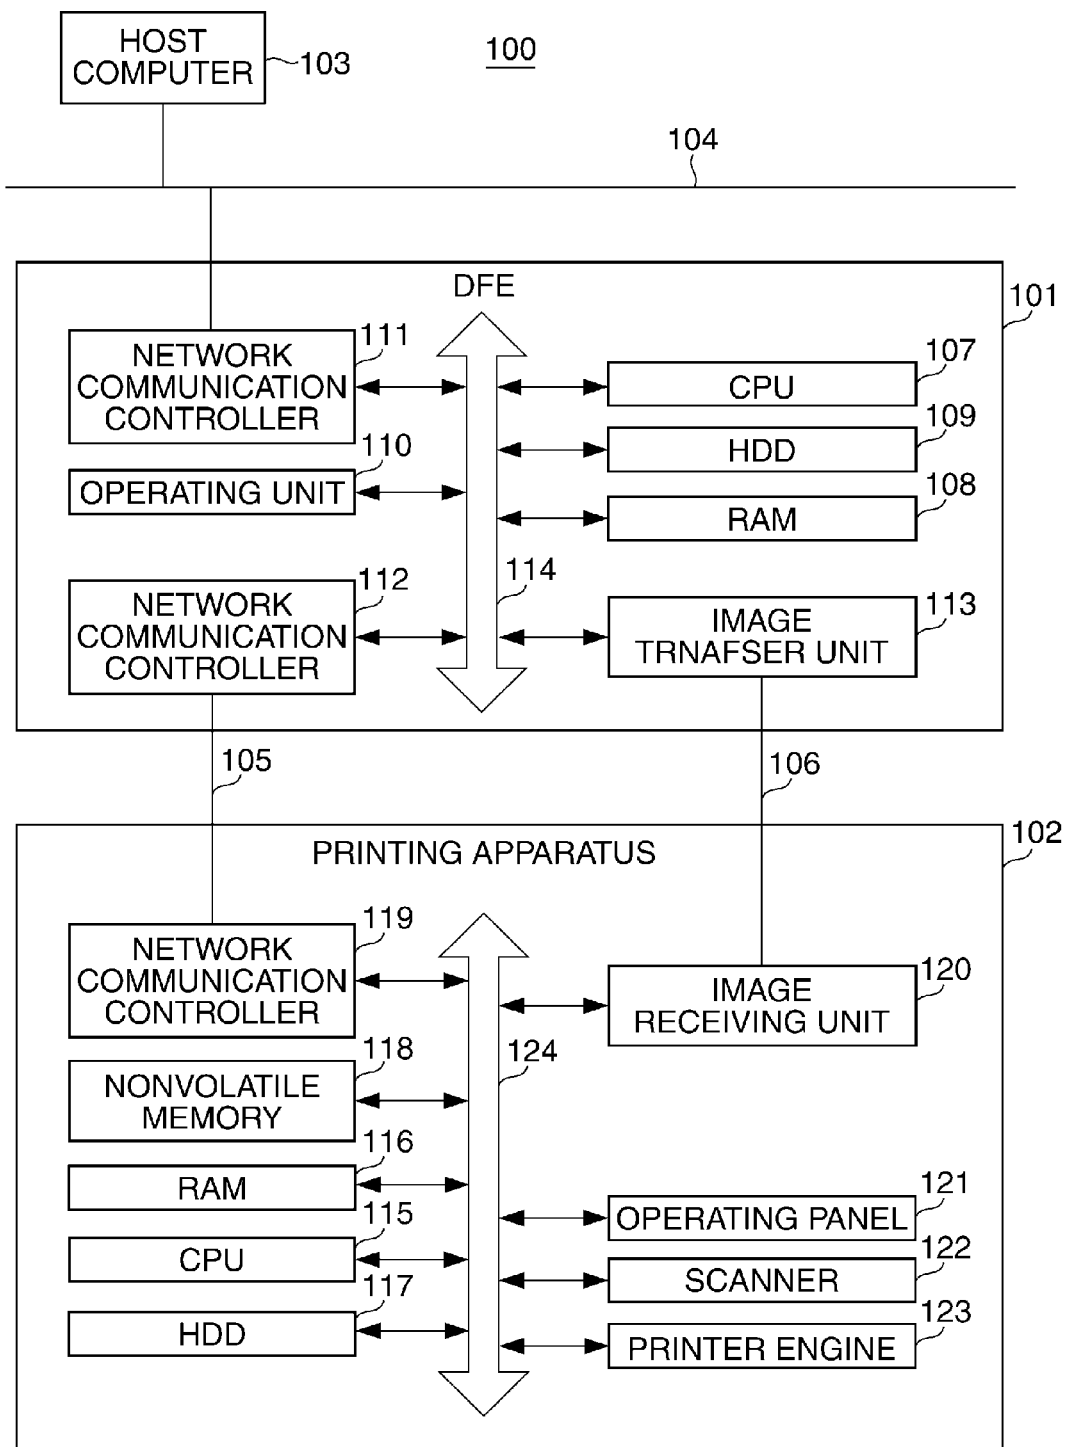 HOST
COMPUTER
103
100
104
DFE
101
NETWORK
COMMUNICATION
CONTROLLER
111
CPU
107
HDD
109
OPERATING UNIT
110
RAM
108
NETWORK
COMMUNICATION
CONTROLLER
112
114
IMAGE
TRNAFSER UNIT
113
105
106
PRINTING APPARATUS
102
NETWORK
COMMUNICATION
CONTROLLER
119
IMAGE
RECEIVING UNIT
120
NONVOLATILE
MEMORY
118
124
RAM
116
OPERATING PANEL
121
CPU
115
SCANNER
122
HDD
117
PRINTER ENGINE
123